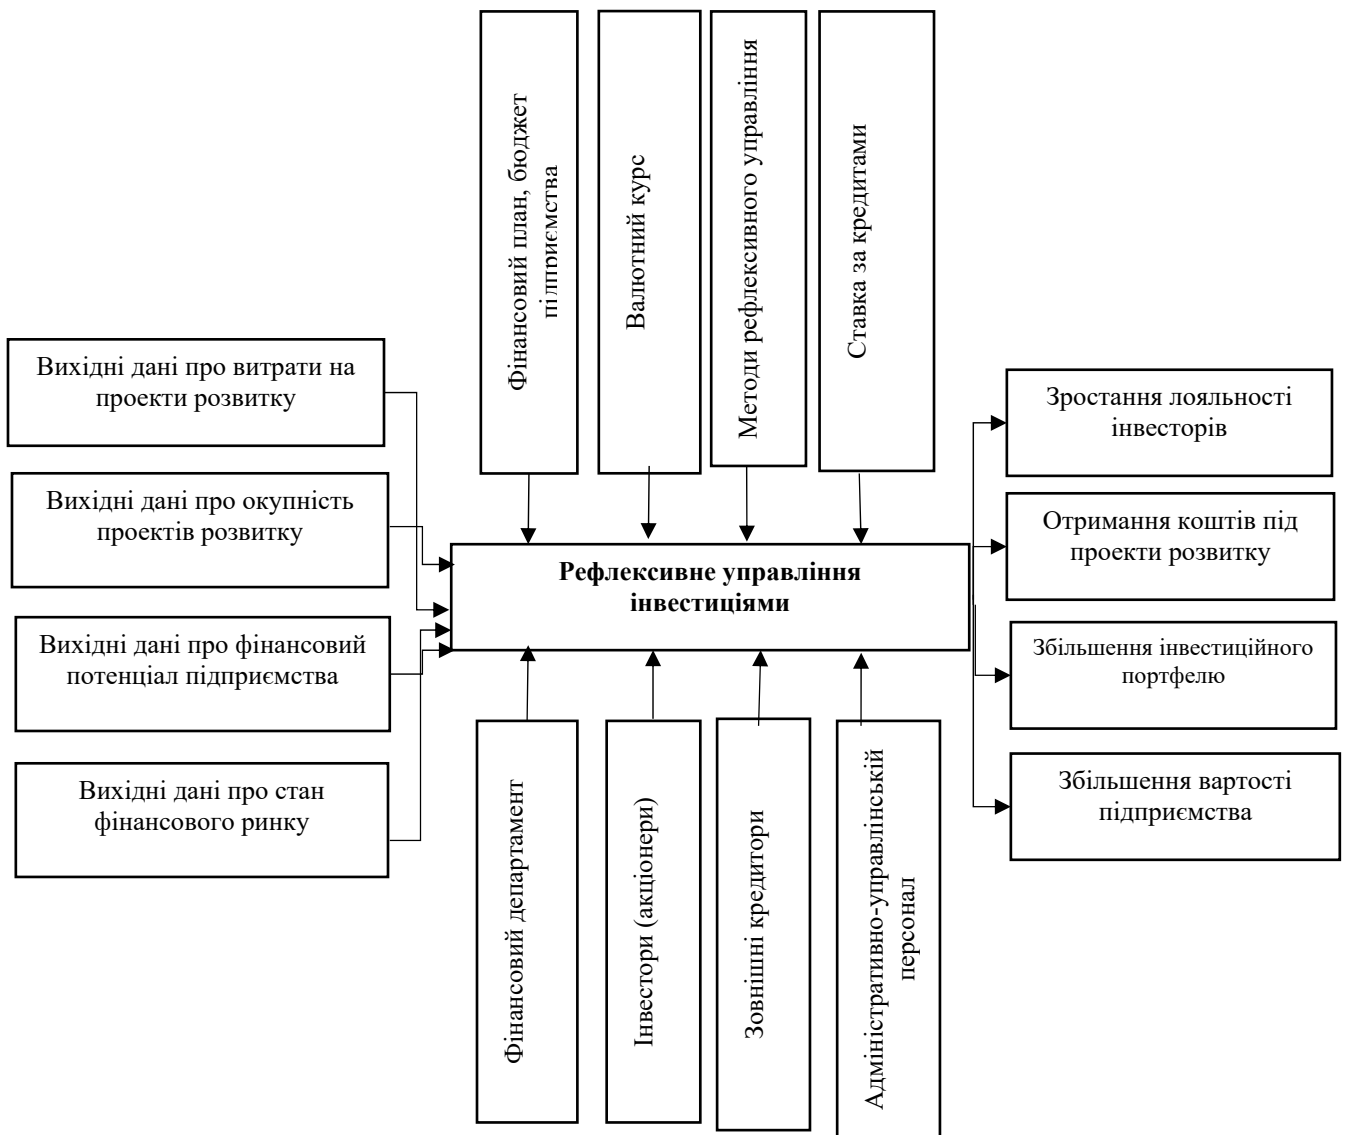 Фінансовий план, бюджет
підприємства
Валютний курс
Методи рефлексивного управління
Ставка за кредитами
Вихідні дані про витрати на
проекти розвитку
Вихідні дані про окупність
проектів розвитку
Вихідні дані про фінансовий
потенціал підприємства
Вихідні дані про стан
фінансового ринку
Рефлексивне управління
інвестиціями
Зростання лояльності
інвесторів
Отримання коштів під
проекти розвитку
Збільшення інвестиційного
портфелю
Збільшення вартості
підприємства
Фінансовий департамент
Інвестори (акціонери)
Зовнішні кредитори
Адміністративно-управлінській
персонал